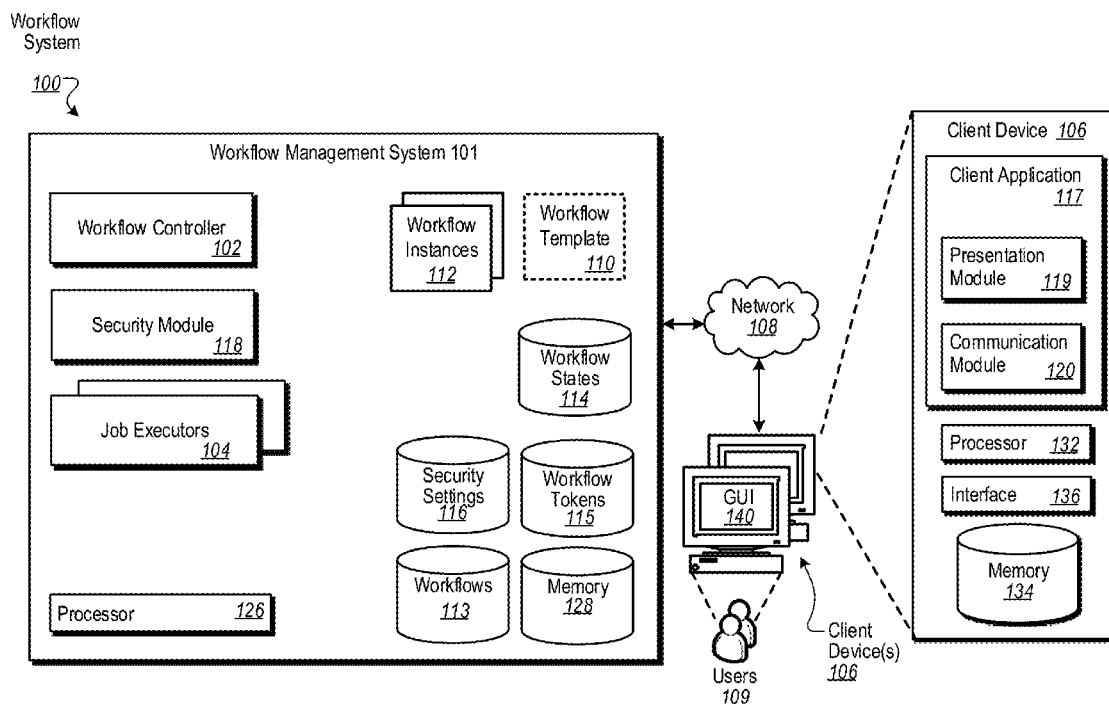 Workflow
System
100
Workflow Management System 101
Workflow Controller
102
Security Module
118
Job Executors
104
Processor
126
Workflow
Instances
112
Workflow
Template
110
Workflow
States
114
Security
Settings
116
Workflow
Tokens
115
Workflows
113
Memory
128
Network
108
GUI
140
Client
Device(s)
106
Users
109
Client Device 106
Client Application
117
Presentation
Module 119
Communication
Module 120
Processor 132
Interface 136
Memory
134